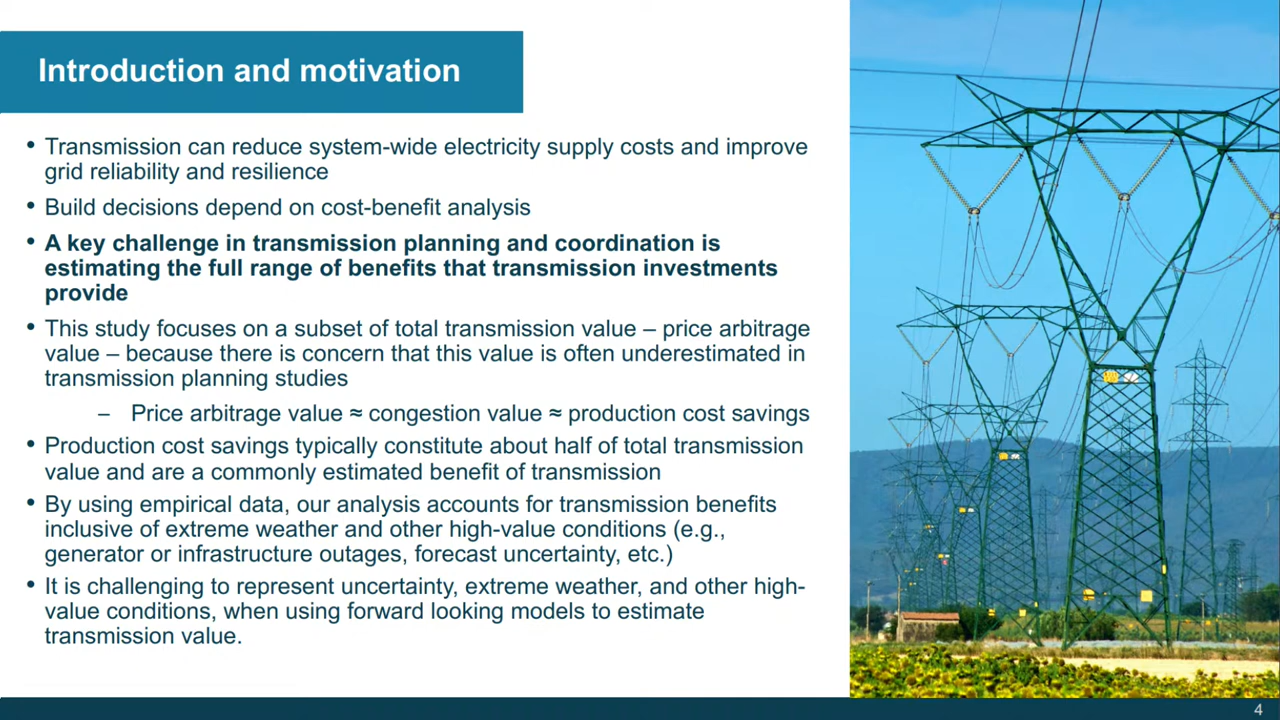 Introduction and motivation
• Transmission can reduce system-wide electricity supply costs and improve
grid reliability and resilience
• Build decisions depend on cost-benefit analysis
• A key challenge in transmission planning and coordination is
estimating the full range of benefits that transmission investments
provide
• This study focuses on a subset of total transmission value – price arbitrage
value – because there is concern that this value is often underestimated in
transmission planning studies
– Price arbitrage value ≈ congestion value ≈ production cost savings
• Production cost savings typically constitute about half of total transmission
value and are a commonly estimated benefit of transmission
• By using empirical data, our analysis accounts for transmission benefits
inclusive of extreme weather and other high-value conditions (e.g.,
generator or infrastructure outages, forecast uncertainty, etc.)
• It is challenging to represent uncertainty, extreme weather, and other high-
value conditions, when using forward looking models to estimate
transmission value.
4